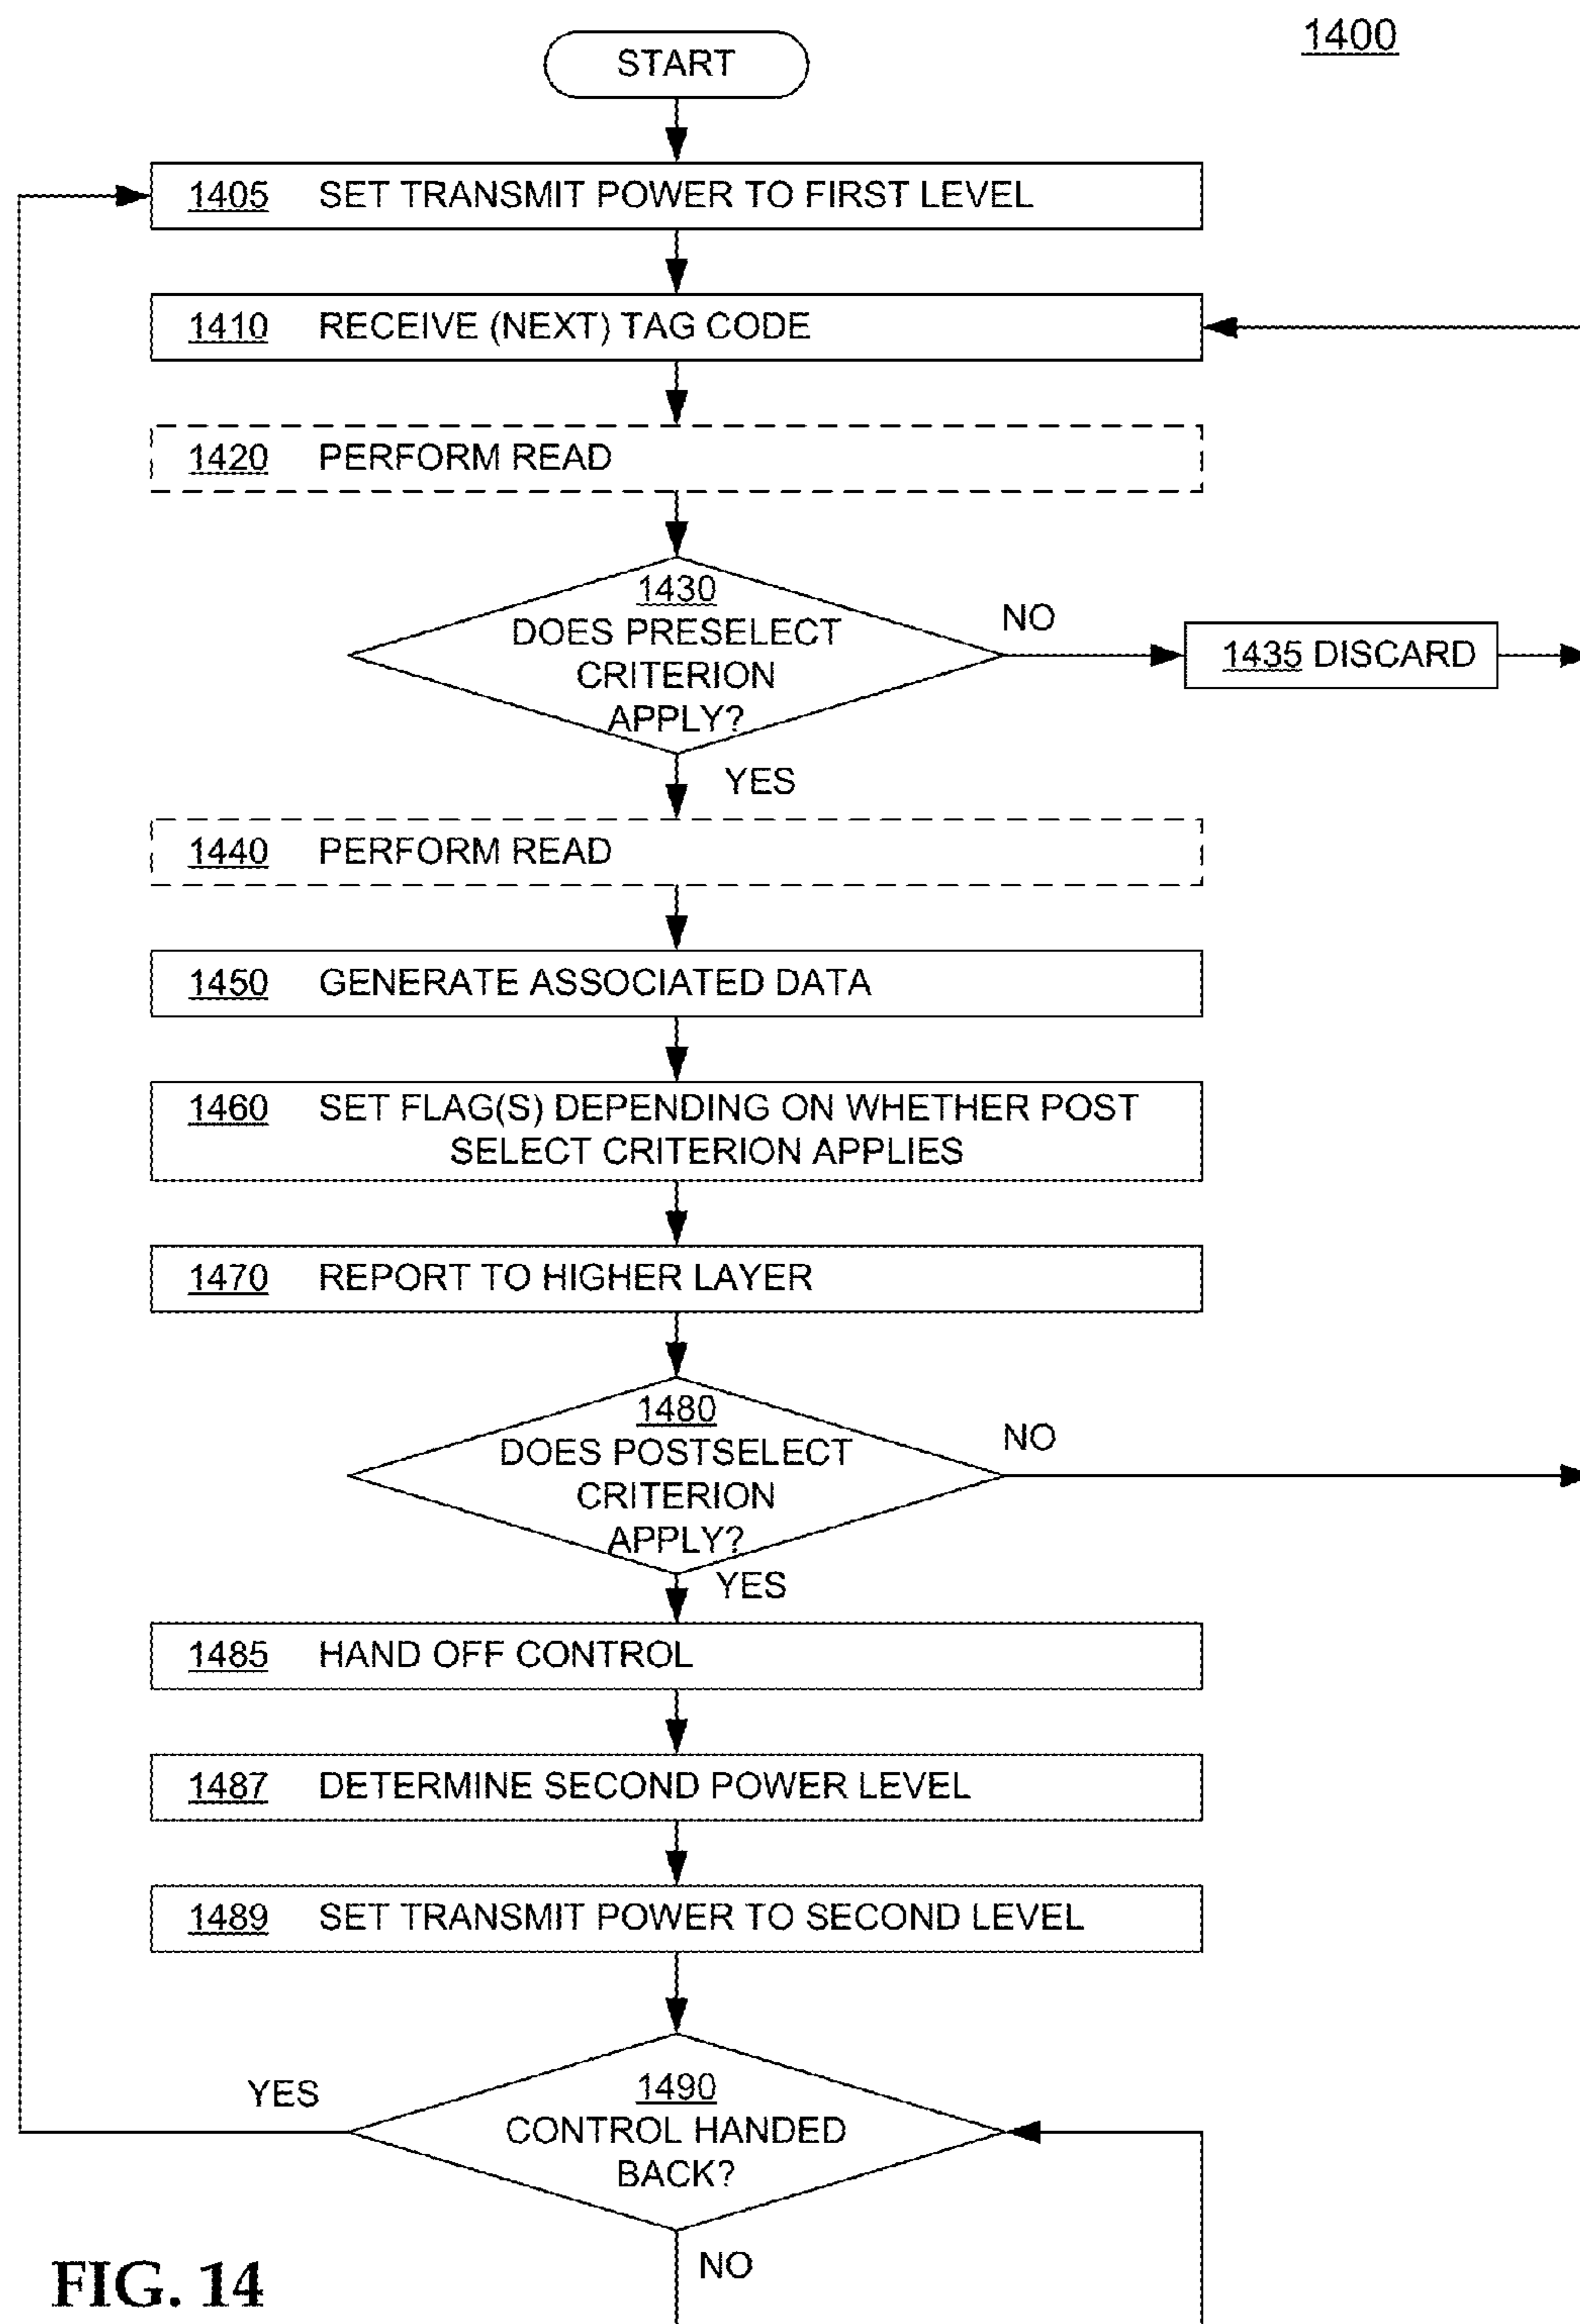 1400
START
1405 SET TRANSMIT POWER TO FIRST LEVEL
1410 RECEIVE (NEXT) TAG CODE
1420 PERFORM READ
1430
DOES PRESELECT
CRITERION
APPLY?
NO
1435 DISCARD
YES
1440 PERFORM READ
1450 GENERATE ASSOCIATED DATA
1460 SET FLAG(S) DEPENDING ON WHETHER POST
SELECT CRITERION APPLIES
1470 REPORT TO HIGHER LAYER
1480
DOES POSTSELECT
CRITERION
APPLY?
NO
YES
1485 HAND OFF CONTROL
1487 DETERMINE SECOND POWER LEVEL
1489 SET TRANSMIT POWER TO SECOND LEVEL
YES
1490
CONTROL HANDED
BACK?
NO
FIG. 14